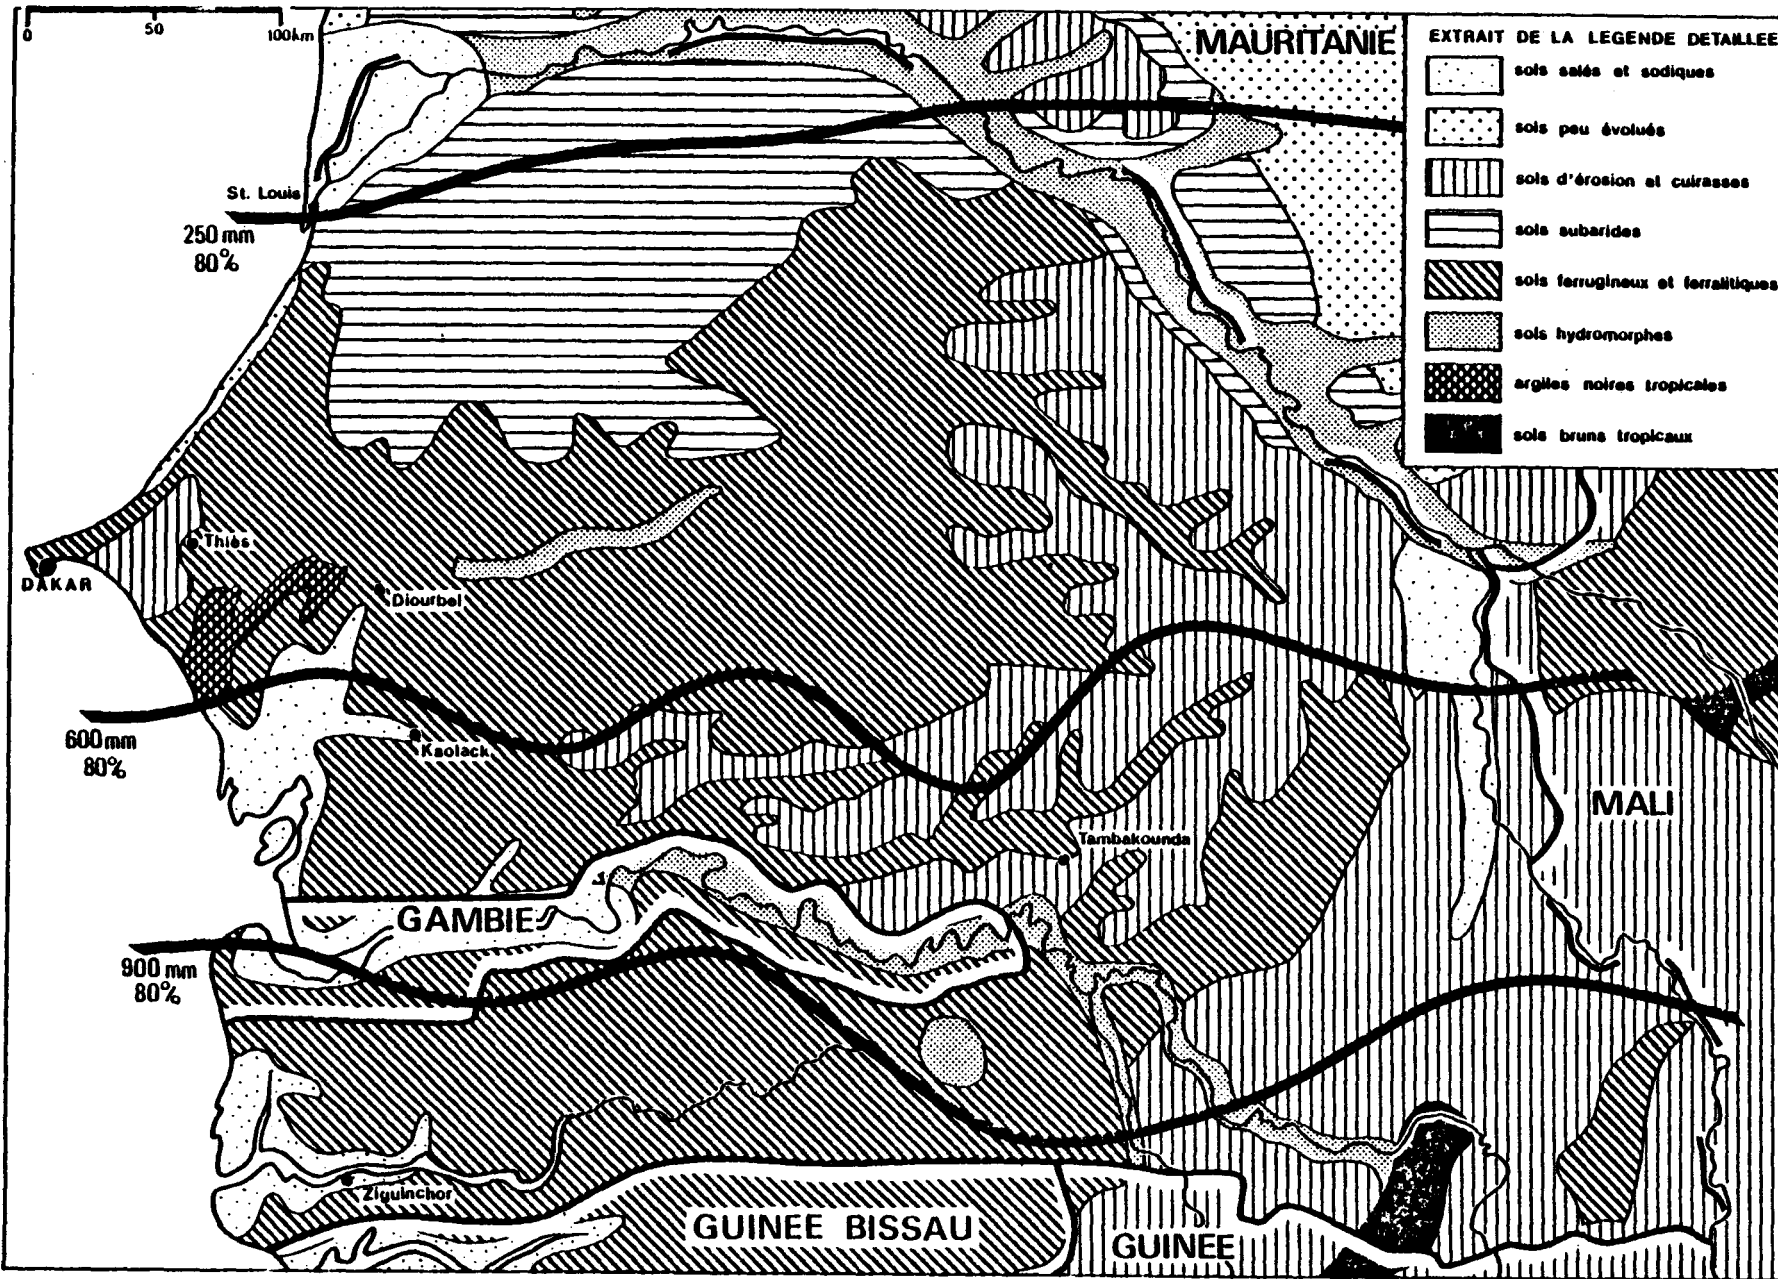 0 50 100km
MAURITANIE
EXTRAIT DE LA LEGENDE DETAILLEE
sols salés et sodiques
sols peu évolués
sols d'érosion et cuirasses
sols subarides
sols ferrugineux et ferralitiques
sols hydromorphes
argiles noires tropicales
sols bruns tropicaux
St. Louis
250 mm
80%
Thiès
DAKAR
Diourbel
600mm
80%
Kaolack
MALI
Tambakounda
GAMBIE
900 mm
80%
Ziguinchor
GUINEE BISSAU
GUINEE